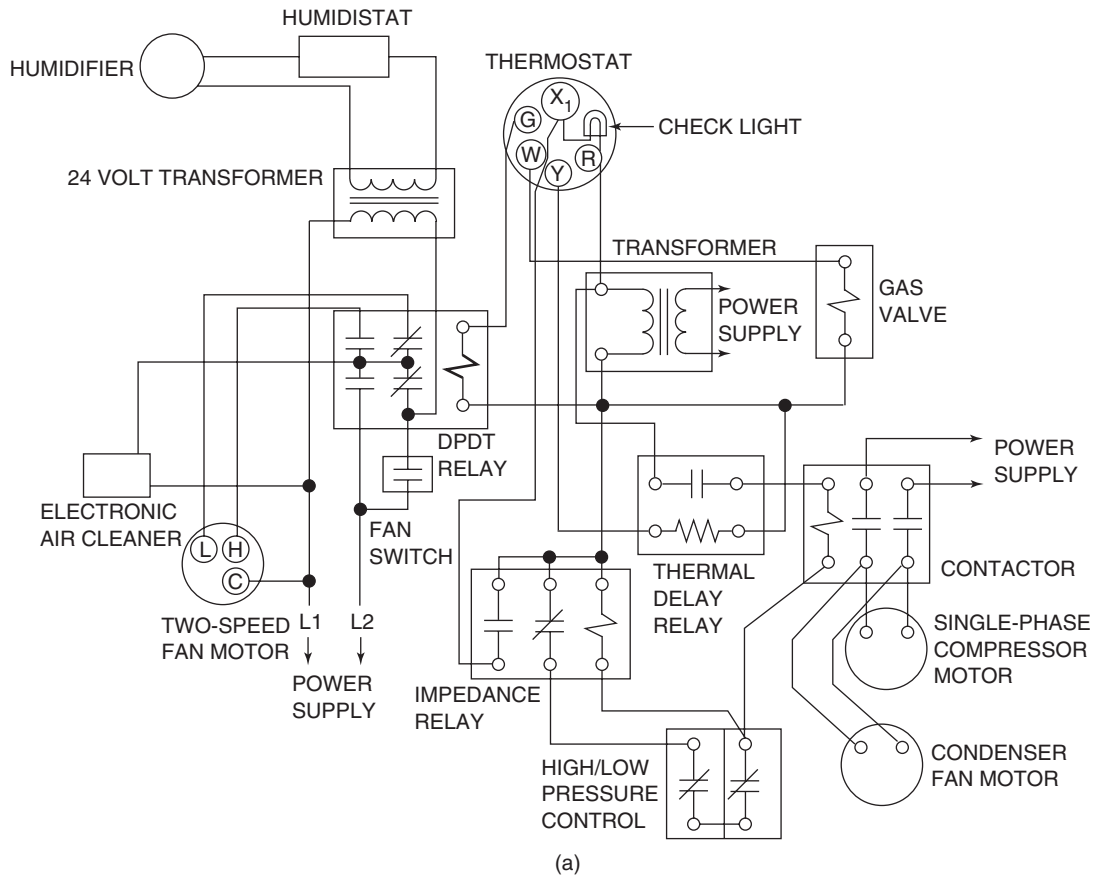 HUMIDISTAT
HUMIDIFIER
THERMOSTAT
X1
G
CHECK LIGHT
W
R
Y
24 VOLT TRANSFORMER
TRANSFORMER
POWER
SUPPLY
GAS
VALVE
DPDT
RELAY
POWER
SUPPLY
ELECTRONIC
AIR CLEANER
FAN
SWITCH
L
H
C
THERMAL
DELAY
RELAY
CONTACTOR
TWO-SPEED
FAN MOTOR
L1
L2
POWER
SUPPLY
SINGLE-PHASE
COMPRESSOR
MOTOR
IMPEDANCE
RELAY
HIGH/LOW
PRESSURE
CONTROL
CONDENSER
FAN MOTOR
(a)